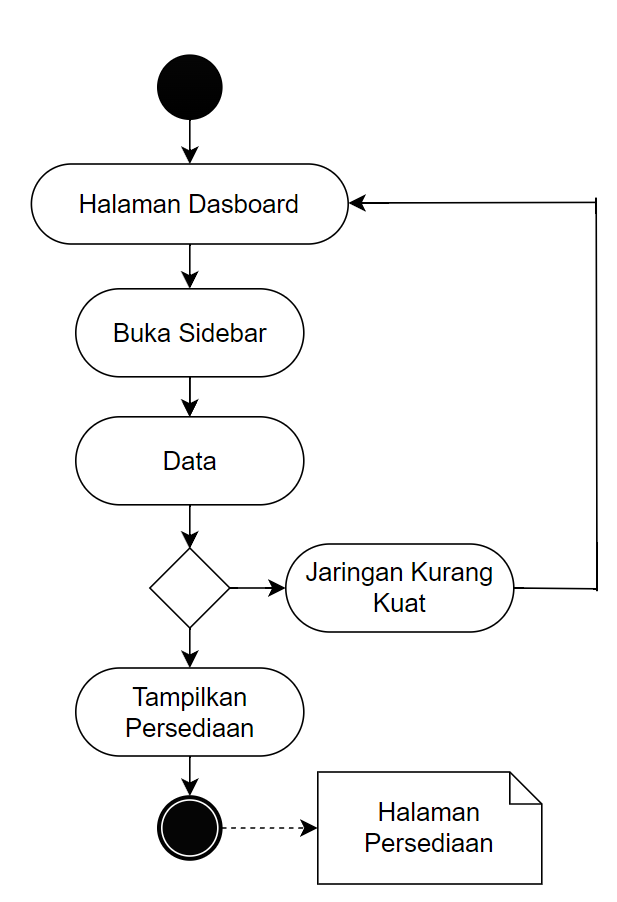 Halaman Dasboard
Buka Sidebar
Data
Jaringan Kurang
Kuat
Tampilkan
Persediaan
Halaman
Persediaan